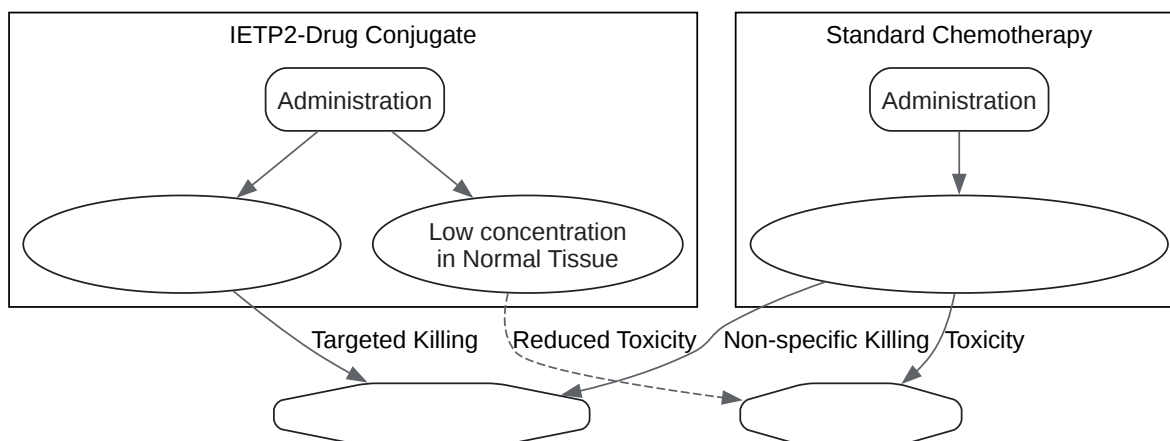 IETP2-Drug Conjugate
Standard Chemotherapy
Administration
Administration
Low concentration
in Normal Tissue
Targeted Killing
Reduced Toxicity
Non-specific Killing
Toxicity